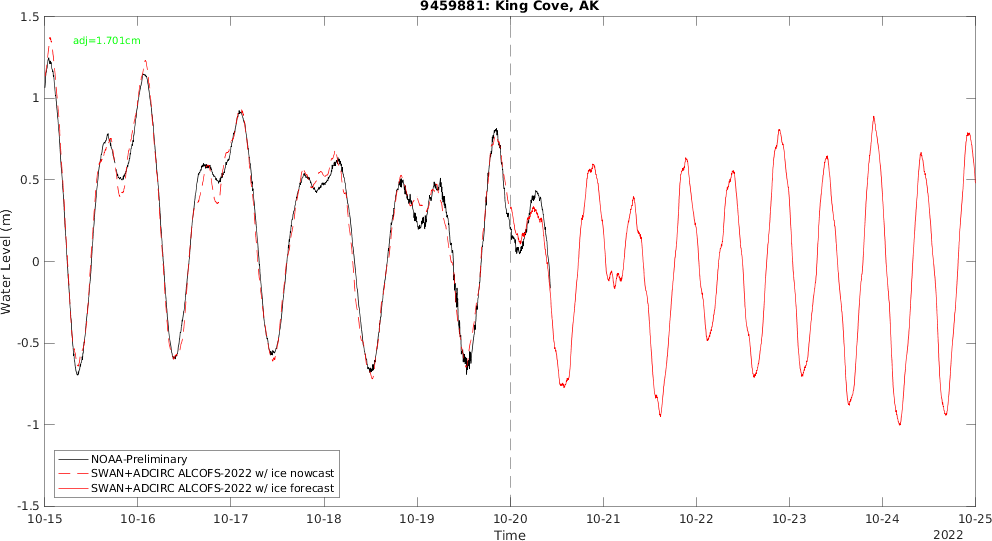 9459881: King Cove, AK
adj=1.701cm
Water Level (m)
1.5
1
0.5
0
-0.5
-1
-1.5
NOAA-Preliminary
SWAN+ADCIRC ALCOFS-2022 w/ ice nowcast
SWAN+ADCIRC ALCOFS-2022 w/ ice forecast
10-15 10-16 10-17 10-18 10-19 10-20 10-21 10-22 10-23 10-24 10-25
Time
2022